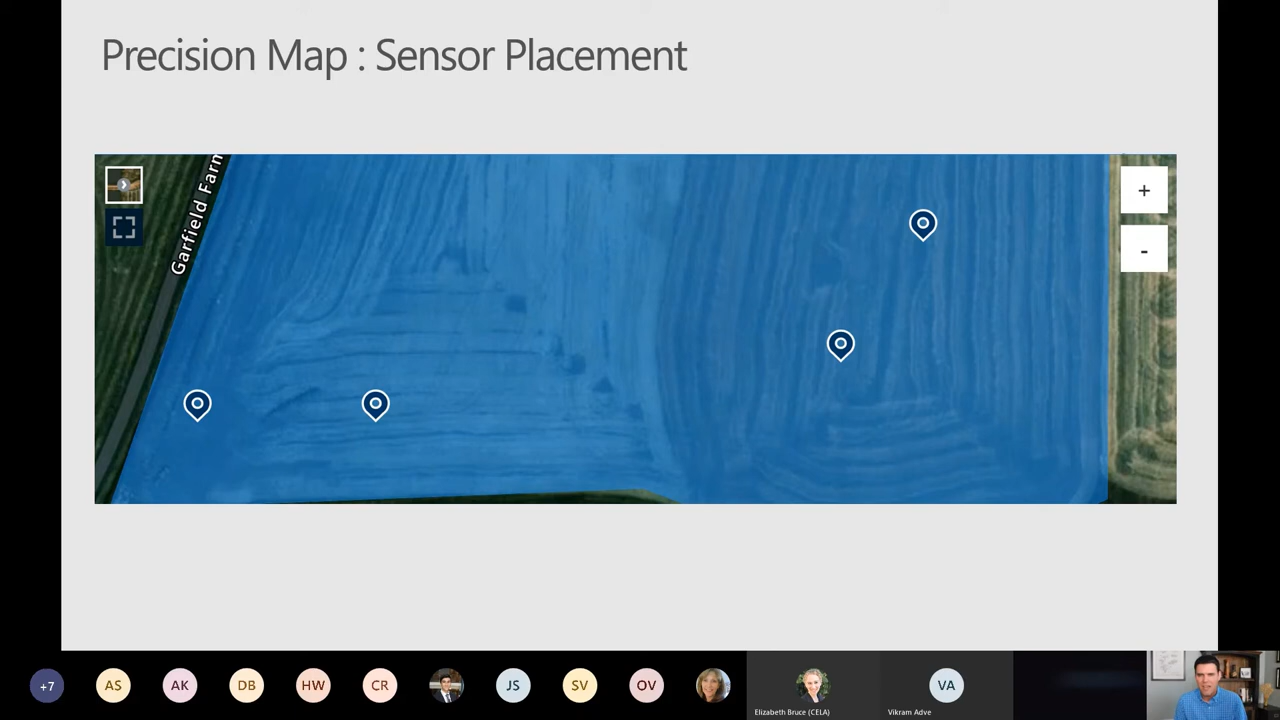 Precision Map : Sensor Placement
Garfield Farm
+
-
+7
AS
AK
DB
HW
CR
JS
SV
OV
VA
Elizabeth Bruce (CELA)
Vikram Adve